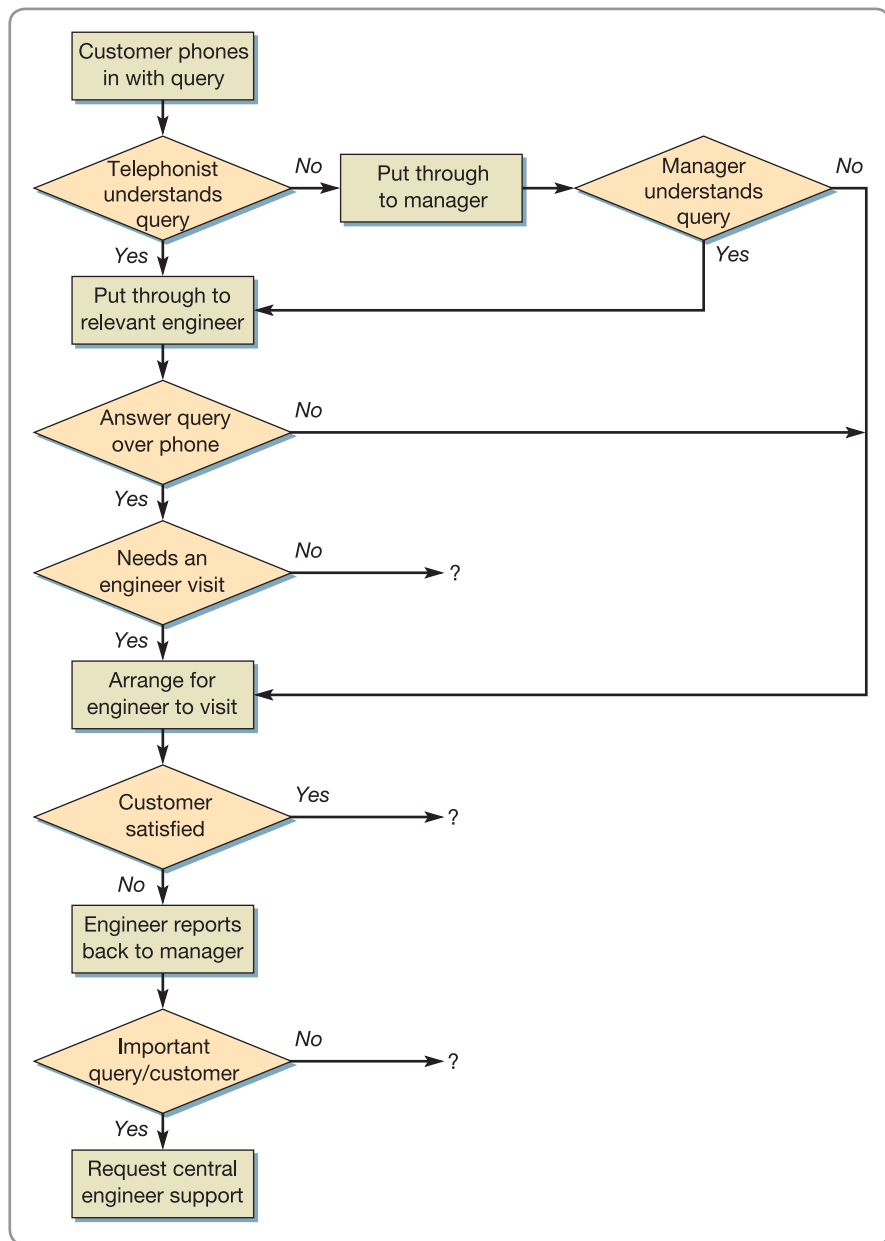 Customer phones
in with query
Telephonist
understands
query
No
Put through
to manager
Manager
understands
query
No
Yes
Yes
Put through to
relevant engineer
Answer query
over phone
No
Yes
Needs an
engineer visit
No
?
Yes
Arrange for
engineer to visit
Customer
satisfied
Yes
?
No
Engineer reports
back to manager
Important
query/customer
No
?
Yes
Request central
engineer support